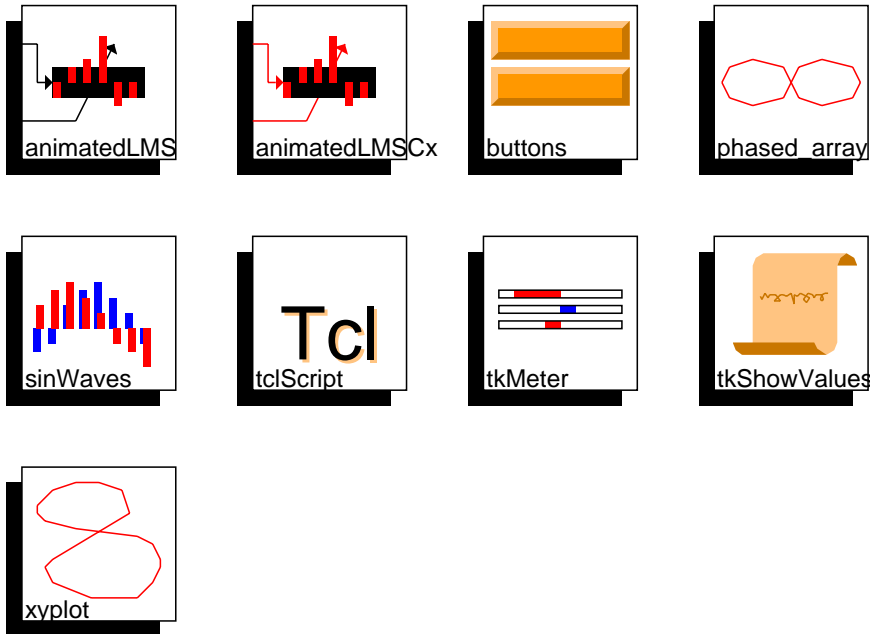 animatedLMS
animatedLMSCx
buttons
phased_array
Tcl
sinWaves
tclScript
tkMeter
tkShowValues
xyplot